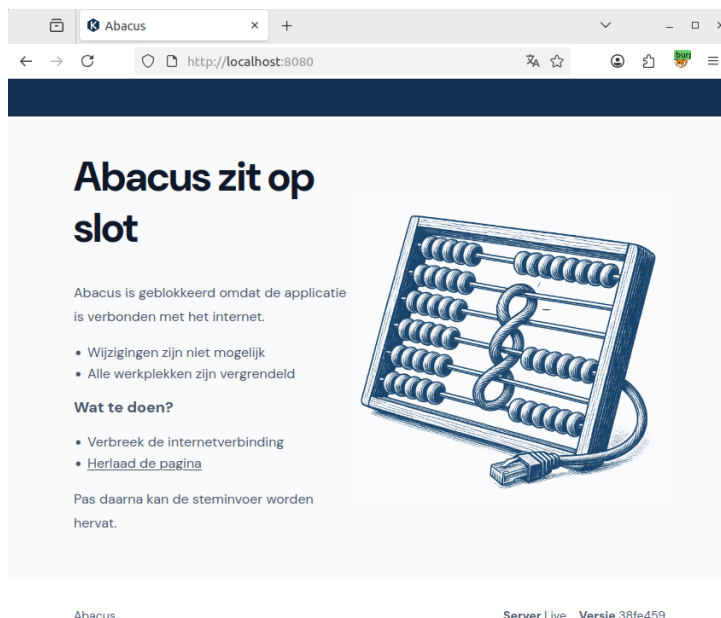 Abacus
http://localhost:8080
Abacus zit op
slot
Abacus is geblokkeerd omdat de applicatie
is verbonden met het internet.
• Wijzigingen zijn niet mogelijk
• Alle werkplekken zijn vergrendeld
Wat te doen?
• Verbreek de internetverbinding
• Herlaad de pagina
Pas daarna kan de steminvoer worden
hervat.
Abacus
Server Live Versie 38fe459